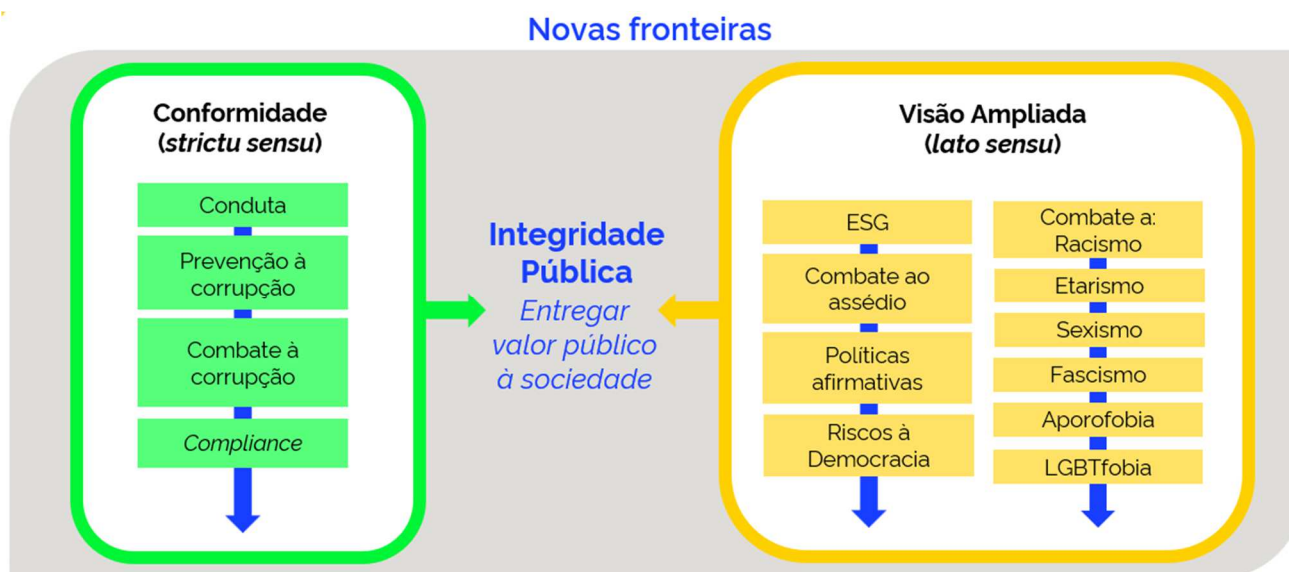 Novas fronteiras
Conformidade
(strictu sensu)
Conduta
Prevenção à
corrupção
Combate à
corrupção
Compliance
Integridade
Pública
Entregar
valor público
à sociedade
Visão Ampliada
(lato sensu)
ESG
Combate ao
assédio
Políticas
afirmativas
Riscos à
Democracia
Combate a:
Racismo
Etarismo
Sexismo
Fascismo
Aporofobia
LGBTfobia